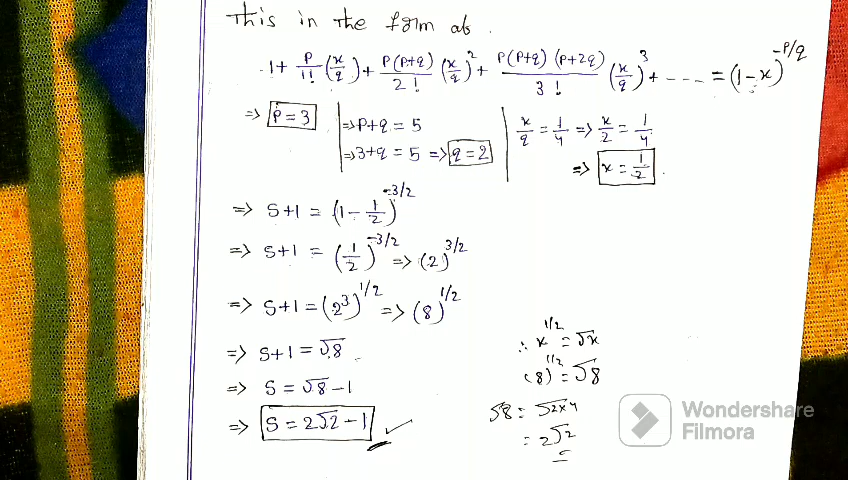 This in the form of
1 + P/1! (x/q) + P(P+q)/2! (x/q)² + P(P+q)(P+2q)/3! (x/q)³ + ---- = (1-x)^(-P/q)
=> P = 3
=> P+q = 5
=> 3+q = 5 => q = 2
x/q = 1/4 => x/2 = 1/4
=> x = 1/2
=> S+1 = (1 - 1/2)^(-3/2)
=> S+1 = (1/2)^(-3/2) => (2)^(3/2)
=> S+1 = (2³)^(1/2) => (8)^(1/2)
=> S+1 = √8
=> S = √8 - 1
=> S = 2√2 - 1 ✓
∴ x^(1/2) = √x
(8)^(1/2) = √8
√8 = √2×4
= 2√2
Wondershare
Filmora